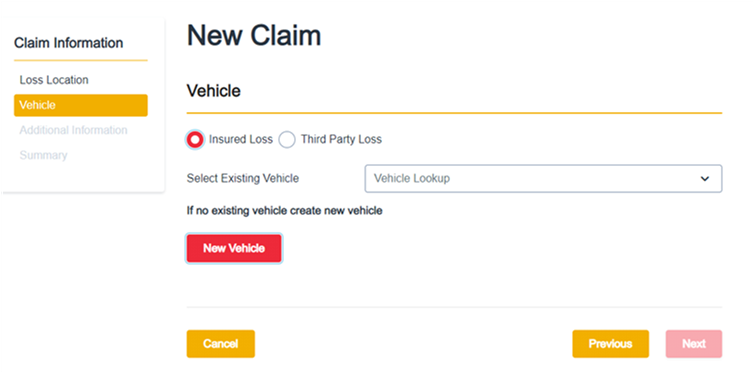 Claim Information
Loss Location
Vehicle
Additional Information
Summary
New Claim
Vehicle
Insured Loss Third Party Loss
Select Existing Vehicle Vehicle Lookup
If no existing vehicle create new vehicle
New Vehicle
Cancel Previous Next